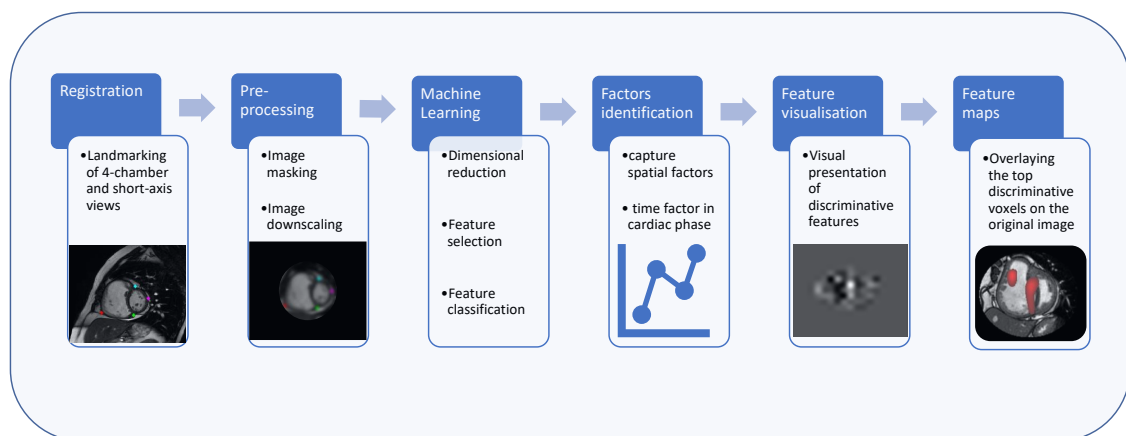 Registration
•Landmarking
of 4-chamber
and short-axis
views
Pre-
processing
•Image
masking
•Image
downscaling
Machine
Learning
•Dimensional
reduction
•Feature
selection
•Feature
classification
Factors
identification
•capture
spatial factors
• time factor in
cardiac phase
Feature
visualisation
•Visual
presentation
of
discriminative
features
Feature
maps
•Overlaying
the top
discriminative
voxels on the
original image